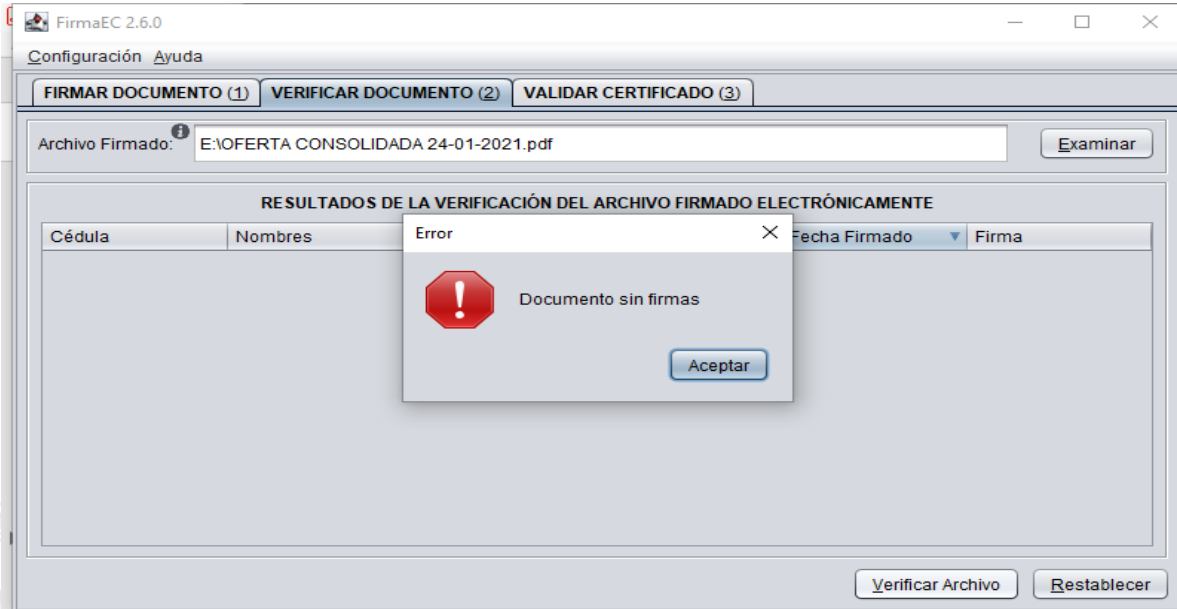 FirmaEC 2.6.0
Configuración Ayuda
FIRMAR DOCUMENTO (1) VERIFICAR DOCUMENTO (2) VALIDAR CERTIFICADO (3)
Archivo Firmado: E:\OFERTA CONSOLIDADA 24-01-2021.pdf Examinar
RESULTADOS DE LA VERIFICACIÓN DEL ARCHIVO FIRMADO ELECTRÓNICAMENTE
Cédula Nombres Fecha Firmado Firma
Error
Documento sin firmas
Aceptar
Verificar Archivo Restablecer